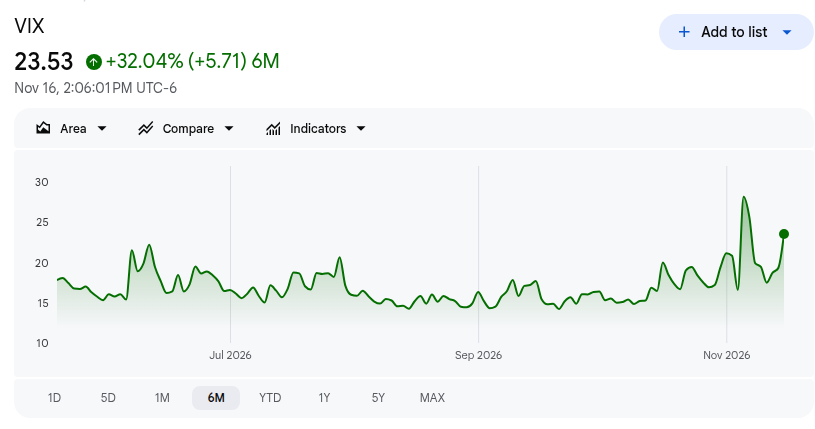 VIX
+ Add to list
23.53 +32.04% (+5.71) 6M
Nov 16, 2:06:01 PM UTC-6
Area Compare Indicators
30
25
20
15
10
Jul 2026 Sep 2026 Nov 2026
1D 5D 1M 6M YTD 1Y 5Y MAX